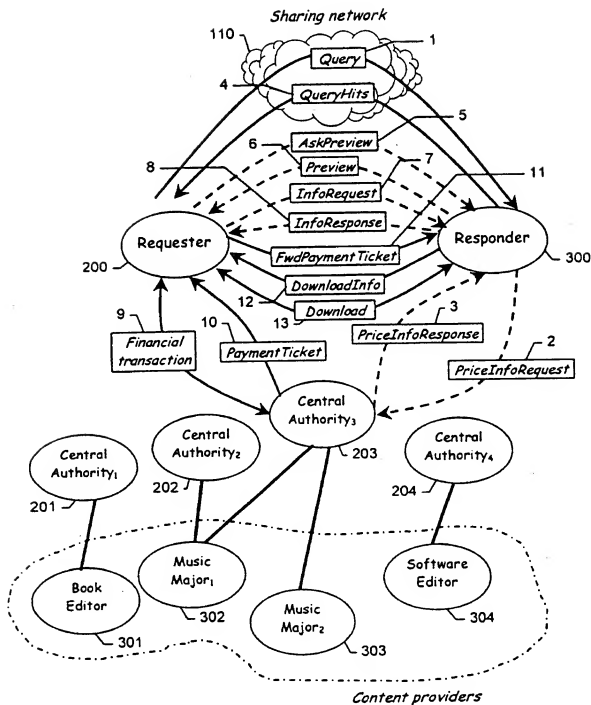 Sharing network
110
1
Query
4
QueryHits
5
AskPreview
6
Preview
7
8
InfoRequest
11
InfoResponse
Requester
200
Responder
300
FwdPaymentTicket
DownloadInfo
12
Download
13
3
9
10
PriceInfoResponse
2
Financial
transaction
PaymentTicket
PriceInfoRequest
Central
Authority3
203
Central
Authority1
201
Central
Authority2
202
Central
Authority4
204
Book
Editor
301
Music
Major1
302
Music
Major2
303
Software
Editor
304
Content providers